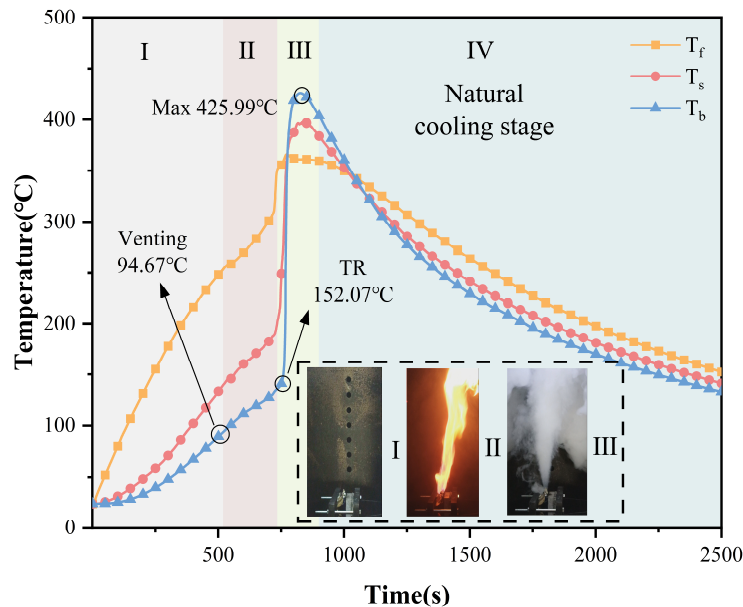 500
400
300
200
100
0
Temperature(℃)
I
II
III
IV
T_f
T_s
T_b
Max 425.99℃
Natural
cooling stage
Venting
94.67℃
TR
152.07℃
I
II
III
500
1000
1500
2000
2500
Time(s)